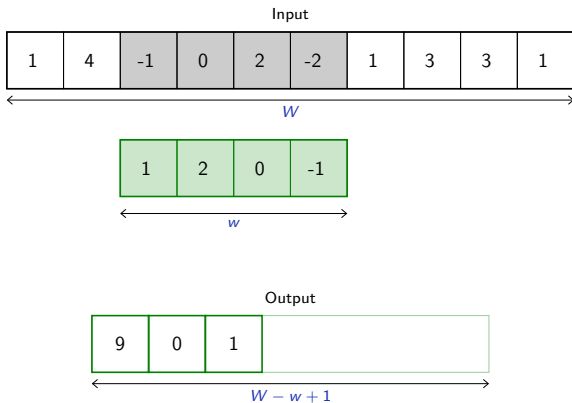 Input
1 4 -1 0 2 -2 1 3 3 1
W
1 2 0 -1
w
Output
9 0 1
W − w + 1